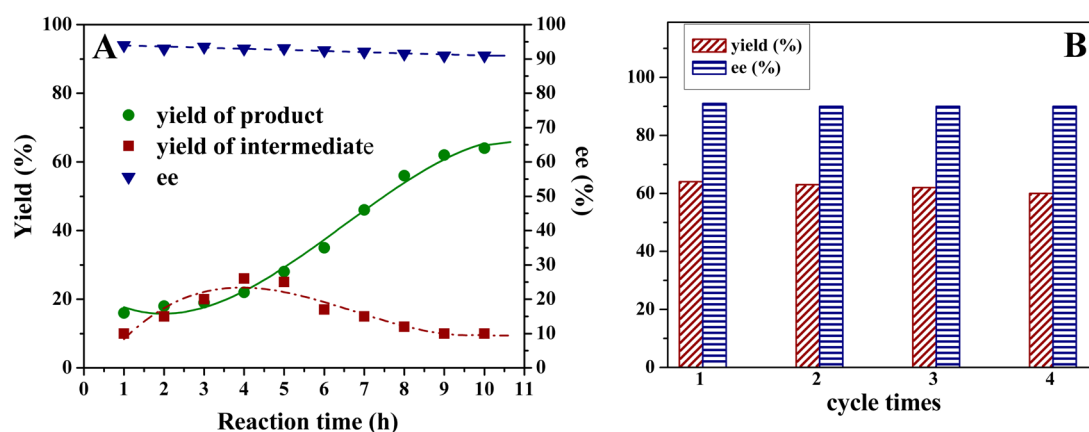 A
yield of product
yield of intermediate
ee
Yield (%)
100
80
60
40
20
0
100
90
80
70
60
50
40
30
20
10
0
ee (%)
0 1 2 3 4 5 6 7 8 9 10 11
Reaction time (h)
B
yield (%)
ee (%)
100
80
60
40
20
0
1 2 3 4
cycle times